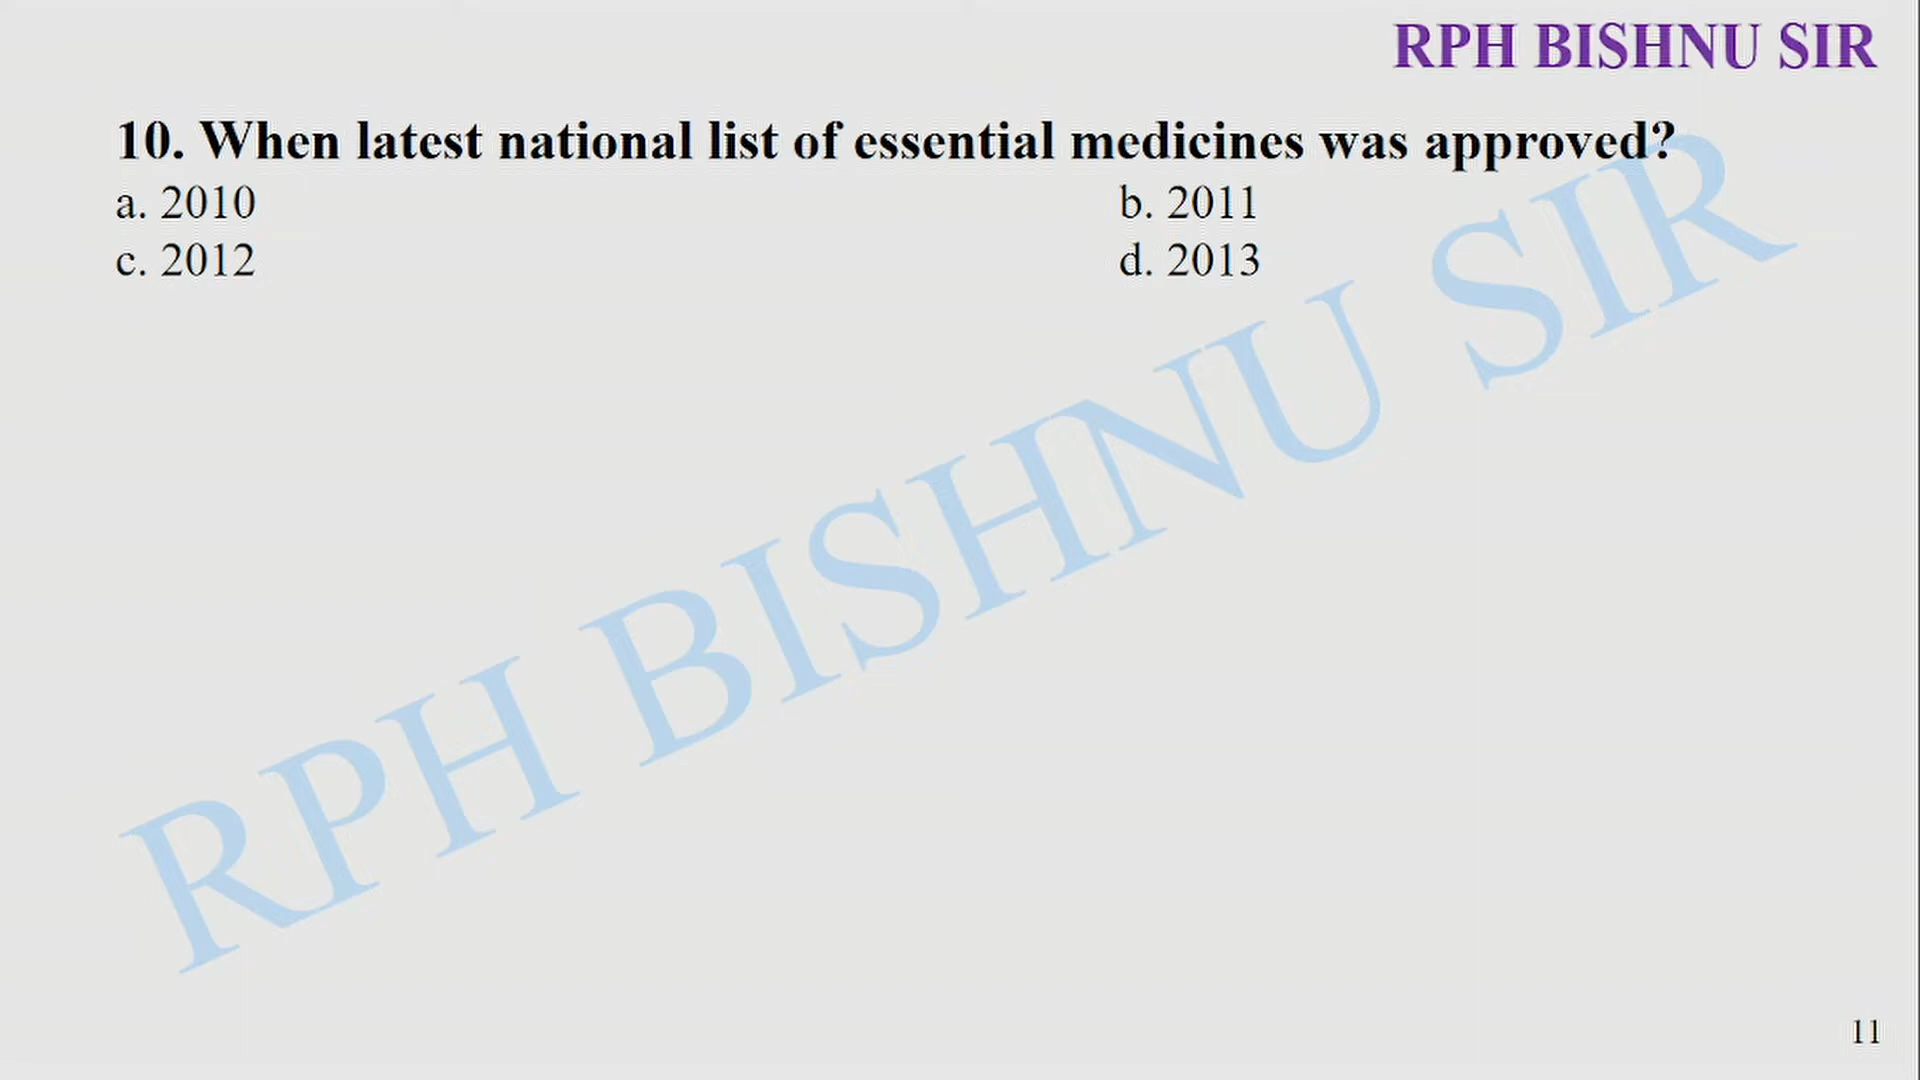 RPH BISHNU SIR
10. When latest national list of essential medicines was approved?
a. 2010 b. 2011
c. 2012 d. 2013
RPH BISHNU SIR
11